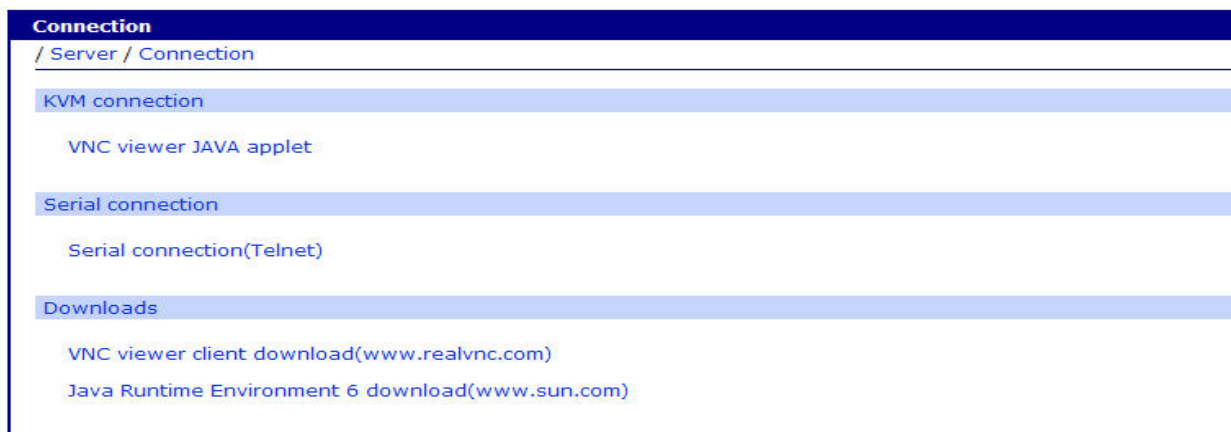 Connection
/ Server / Connection
KVM connection
VNC viewer JAVA applet
Serial connection
Serial connection(Telnet)
Downloads
VNC viewer client download(www.realvnc.com)
Java Runtime Environment 6 download(www.sun.com)